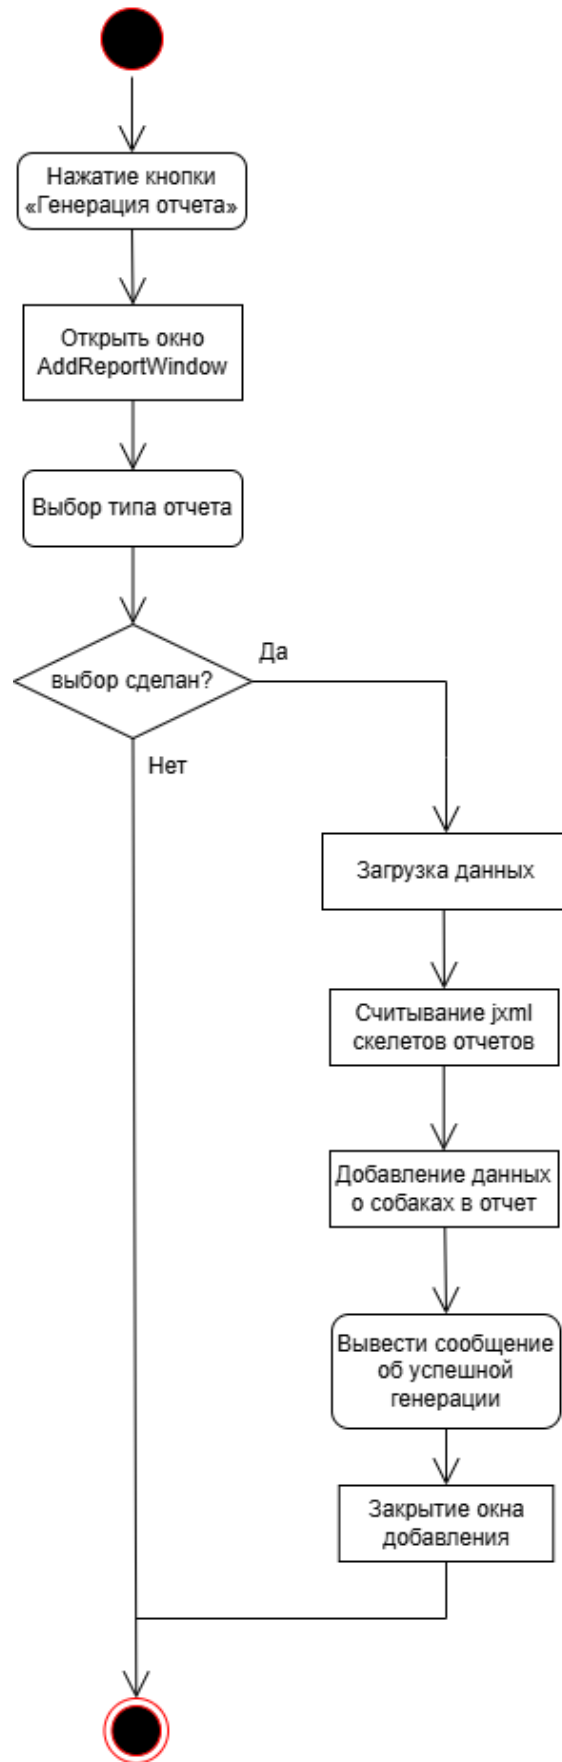 Нажатие кнопки
«Генерация отчета»
Открыть окно
AddReportWindow
Выбор типа отчета
выбор сделан?
Да
Нет
Загрузка данных
Считывание jxml
скелетов отчетов
Добавление данных
о собаках в отчет
Вывести сообщение
об успешной
генерации
Закрытие окна
добавления